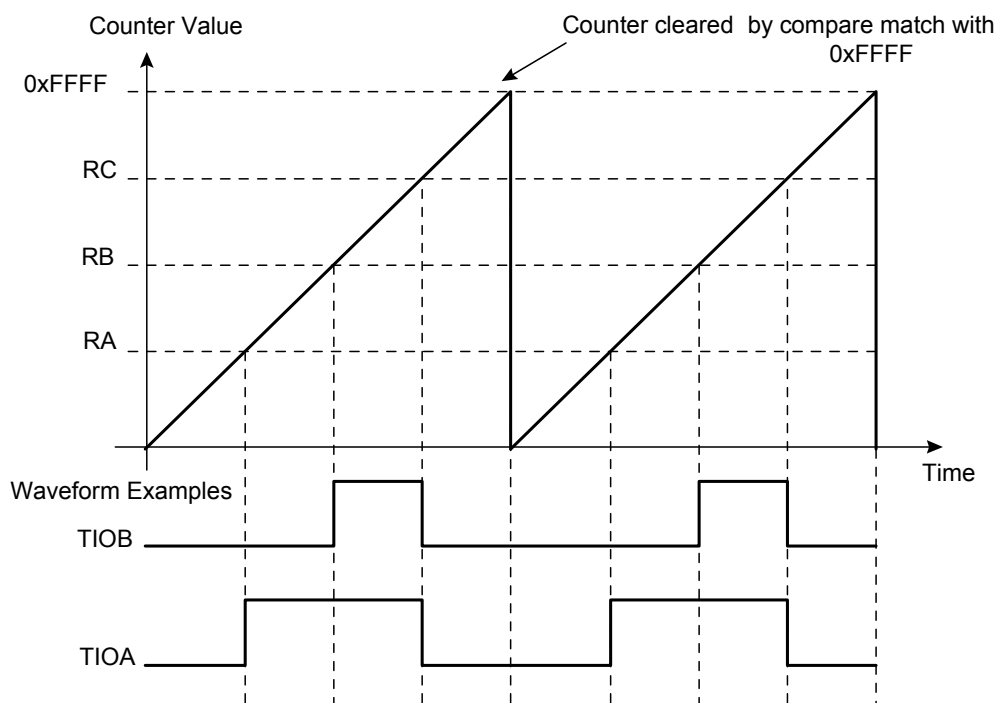 Counter Value
Counter cleared by compare match with
0xFFFF
0xFFFF
RC
RB
RA
Time
Waveform Examples
TIOB
TIOA